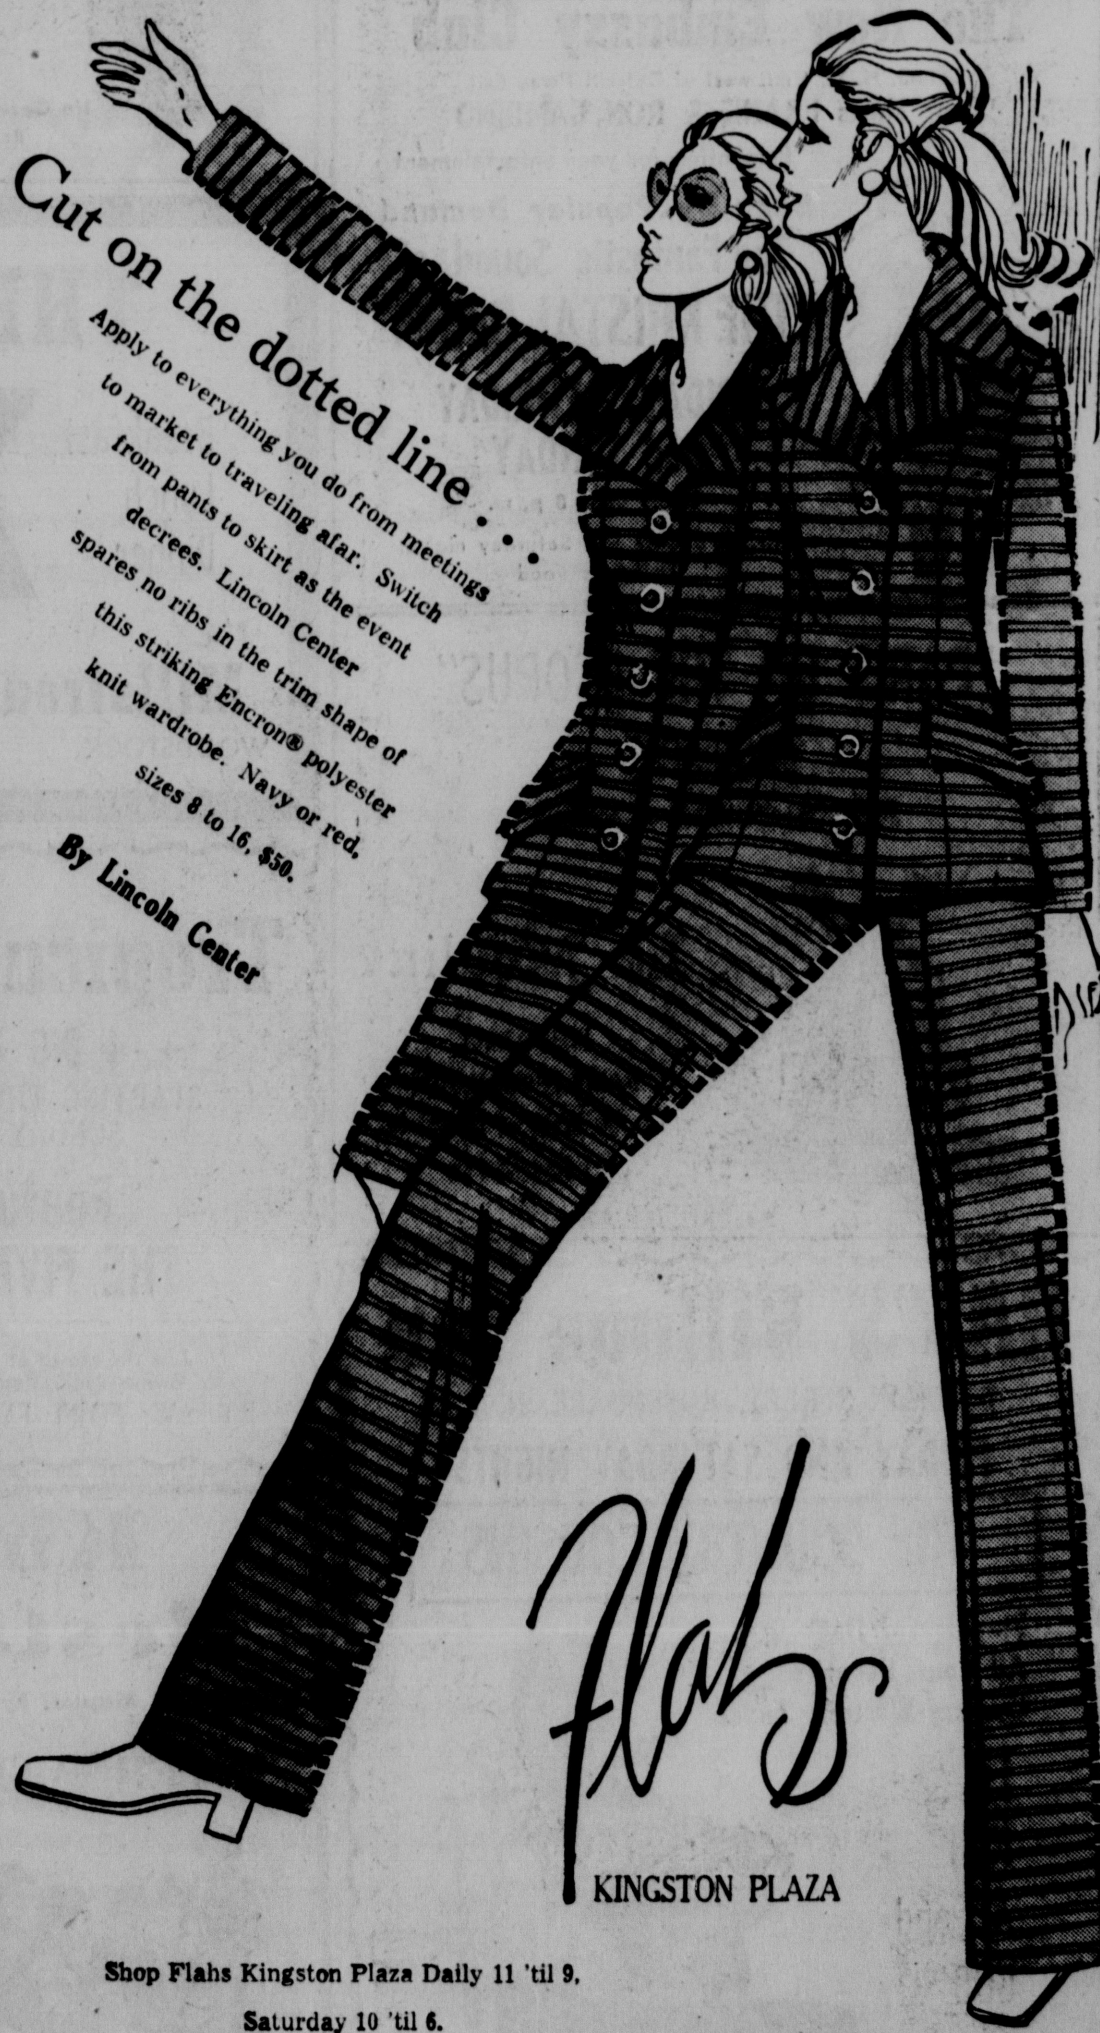 Cut on the dotted line . . .
Apply to everything you do from meetings
to market to traveling afar. Switch
from pants to skirt as the event
decrees. Lincoln Center
spares no ribs in the trim shape of
this striking Encron® polyester
knit wardrobe. Navy or red,
sizes 8 to 16, $50.
By Lincoln Center
Flahs
KINGSTON PLAZA
Shop Flahs Kingston Plaza Daily 11 'til 9,
Saturday 10 'til 6.